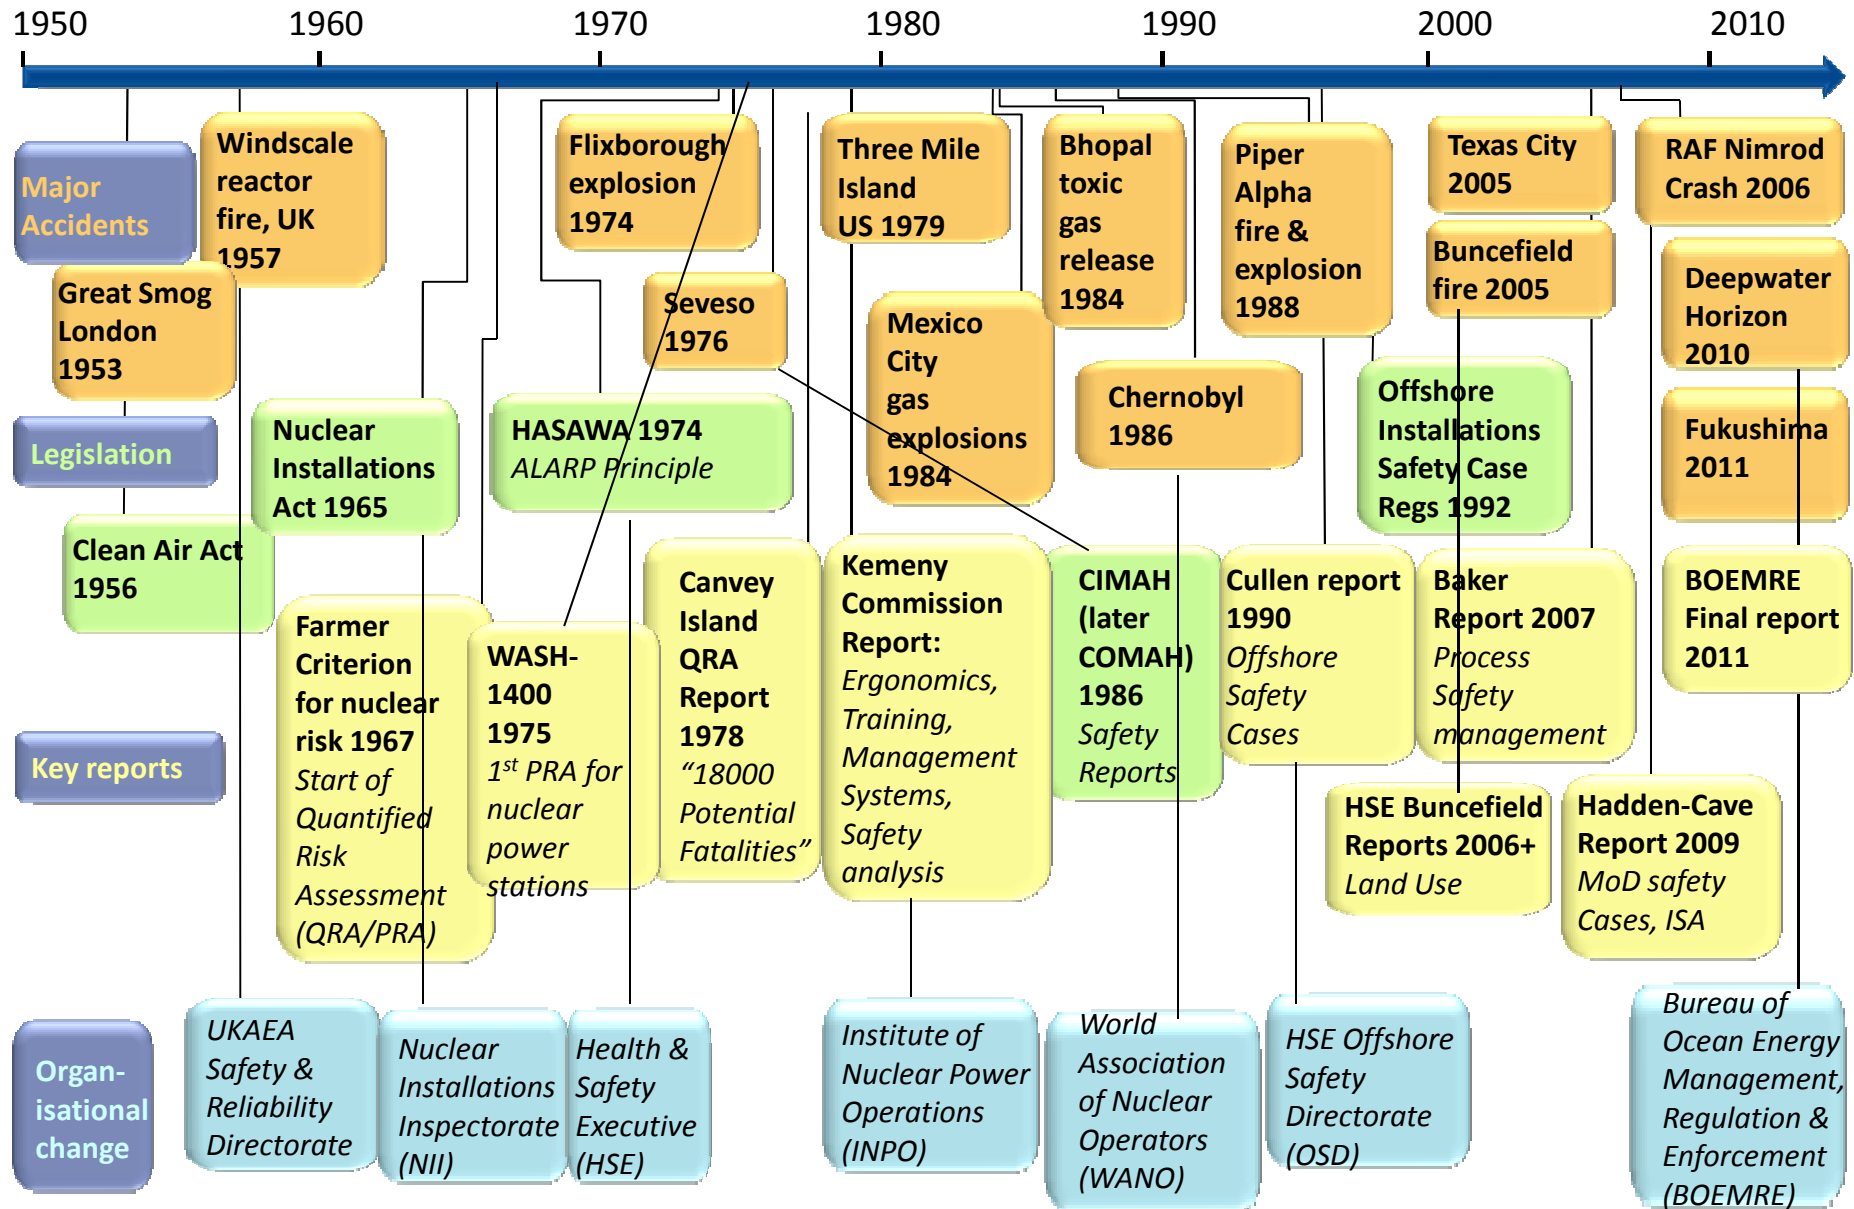 1950
1960
1970
1980
1990
2000
2010
Major
Accidents
Great Smog
London
1953
Windscale
reactor
fire, UK
1957
Flixborough
explosion
1974
Seveso
1976
Three Mile
Island
US 1979
Mexico
City
gas
explosions
1984
Bhopal
toxic
gas
release
1984
Chernobyl
1986
Piper
Alpha
fire &
explosion
1988
Texas City
2005
Buncefield
fire 2005
RAF Nimrod
Crash 2006
Deepwater
Horizon
2010
Fukushima
2011
Legislation
Clean Air Act
1956
Nuclear
Installations
Act 1965
HASAWA 1974
ALARP Principle
CIMAH
(later
COMAH)
1986
Safety
Reports
Offshore
Installations
Safety Case
Regs 1992
Key reports
Farmer
Criterion
for nuclear
risk 1967
Start of
Quantified
Risk
Assessment
(QRA/PRA)
WASH-
1400
1975
1st PRA for
nuclear
power
stations
Canvey
Island
QRA
Report
1978
“18000
Potential
Fatalities”
Kemeny
Commission
Report:
Ergonomics,
Training,
Management
Systems,
Safety
analysis
Cullen report
1990
Offshore
Safety
Cases
Baker
Report 2007
Process
Safety
management
HSE Buncefield
Reports 2006+
Land Use
Hadden-Cave
Report 2009
MoD safety
Cases, ISA
BOEMRE
Final report
2011
Organ-
isational
change
UKAEA
Safety &
Reliability
Directorate
Nuclear
Installations
Inspectorate
(NII)
Health &
Safety
Executive
(HSE)
Institute of
Nuclear Power
Operations
(INPO)
World
Association
of Nuclear
Operators
(WANO)
HSE Offshore
Safety
Directorate
(OSD)
Bureau of
Ocean Energy
Management,
Regulation &
Enforcement
(BOEMRE)